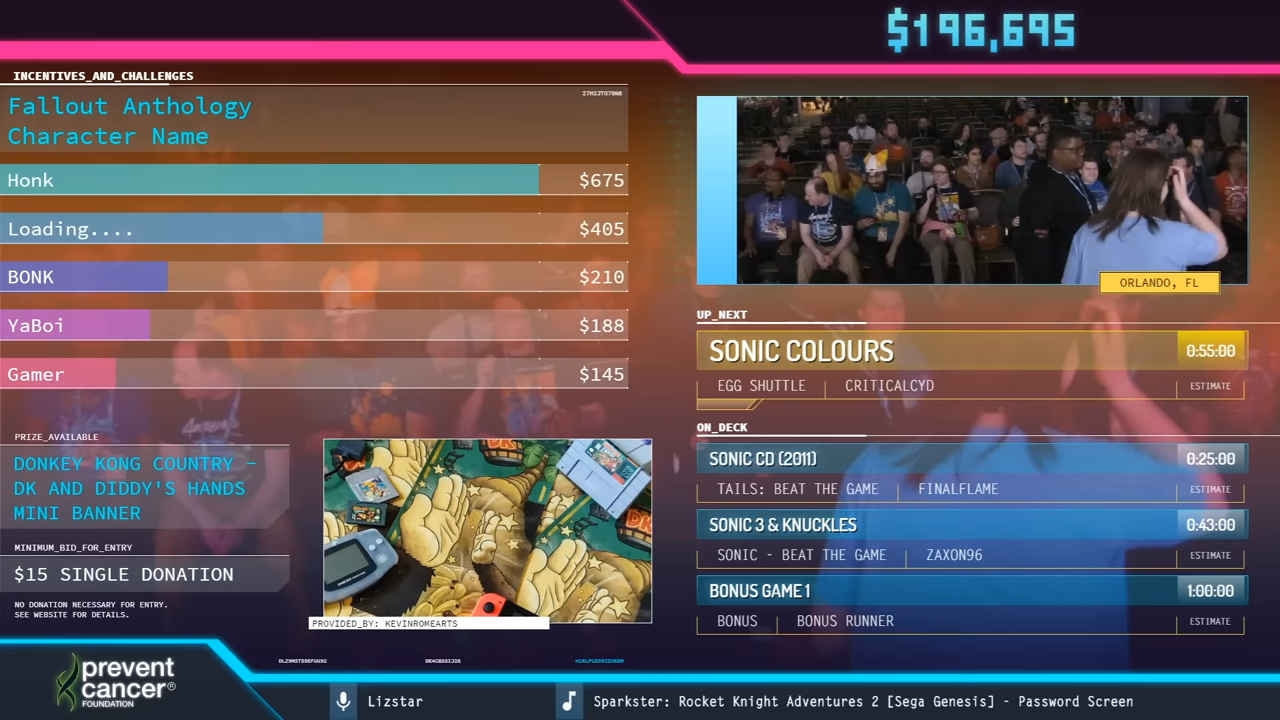 $196,695
INCENTIVES_AND_CHALLENGES
Fallout Anthology
Character Name
Honk $675
Loading.... $405
BONK $210
YaBoi $188
Gamer $145
PRIZE_AVAILABLE
DONKEY KONG COUNTRY -
DK AND DIDDY'S HANDS
MINI BANNER
MINIMUM_BID_FOR_ENTRY
$15 SINGLE DONATION
NO DONATION NECESSARY FOR ENTRY.
SEE WEBSITE FOR DETAILS.
PROVIDED_BY: KEVINROMEARTS
ORLANDO, FL
UP_NEXT
SONIC COLOURS 0:55:00
EGG SHUTTLE CRITICALCYD ESTIMATE
ON_DECK
SONIC CD (2011) 0:25:00
TAILS: BEAT THE GAME FINALFLAME ESTIMATE
SONIC 3 & KNUCKLES 0:43:00
SONIC - BEAT THE GAME ZAXON96 ESTIMATE
BONUS GAME 1 1:00:00
BONUS BONUS RUNNER ESTIMATE
prevent
cancer®
FOUNDATION
Lizstar
Sparkster: Rocket Knight Adventures 2 [Sega Genesis] - Password Screen